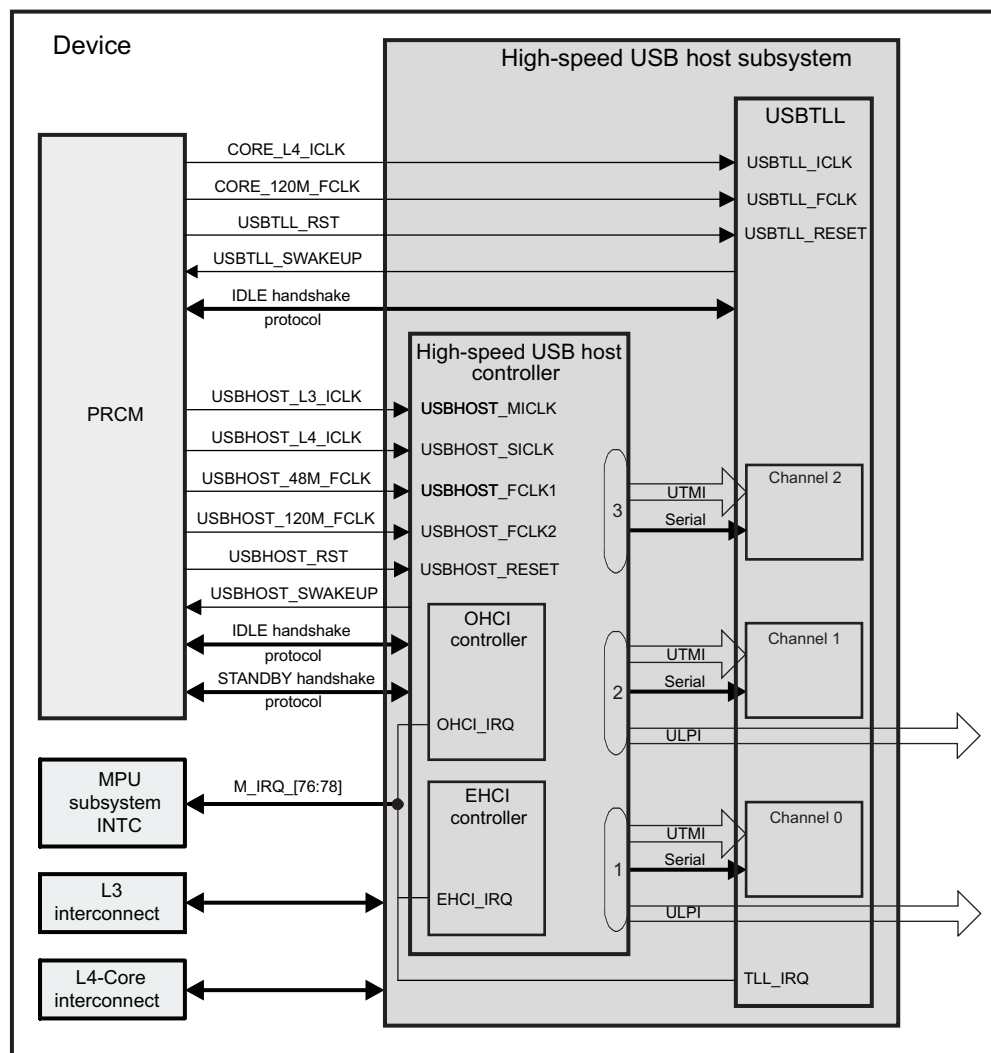 Device
High-speed USB host subsystem
USBTLL
CORE_L4_ICLK
USBTLL_ICLK
CORE_120M_FCLK
USBTLL_FCLK
USBTLL_RST
USBTLL_RESET
USBTLL_SWAKEUP
IDLE handshake
protocol
High-speed USB host
controller
PRCM
USBHOST_L3_ICLK
USBHOST_MICLK
USBHOST_L4_ICLK
USBHOST_SICLK
USBHOST_48M_FCLK
USBHOST_FCLK1
USBHOST_120M_FCLK
USBHOST_FCLK2
USBHOST_RST
USBHOST_RESET
USBHOST_SWAKEUP
IDLE handshake
protocol
STANDBY handshake
protocol
3
UTMI
Serial
Channel 2
OHCI
controller
OHCI_IRQ
2
UTMI
Serial
Channel 1
ULPI
MPU
subsystem
INTC
M_IRQ_[76:78]
EHCI
controller
EHCI_IRQ
1
UTMI
Serial
Channel 0
ULPI
L3
interconnect
L4-Core
interconnect
TLL_IRQ